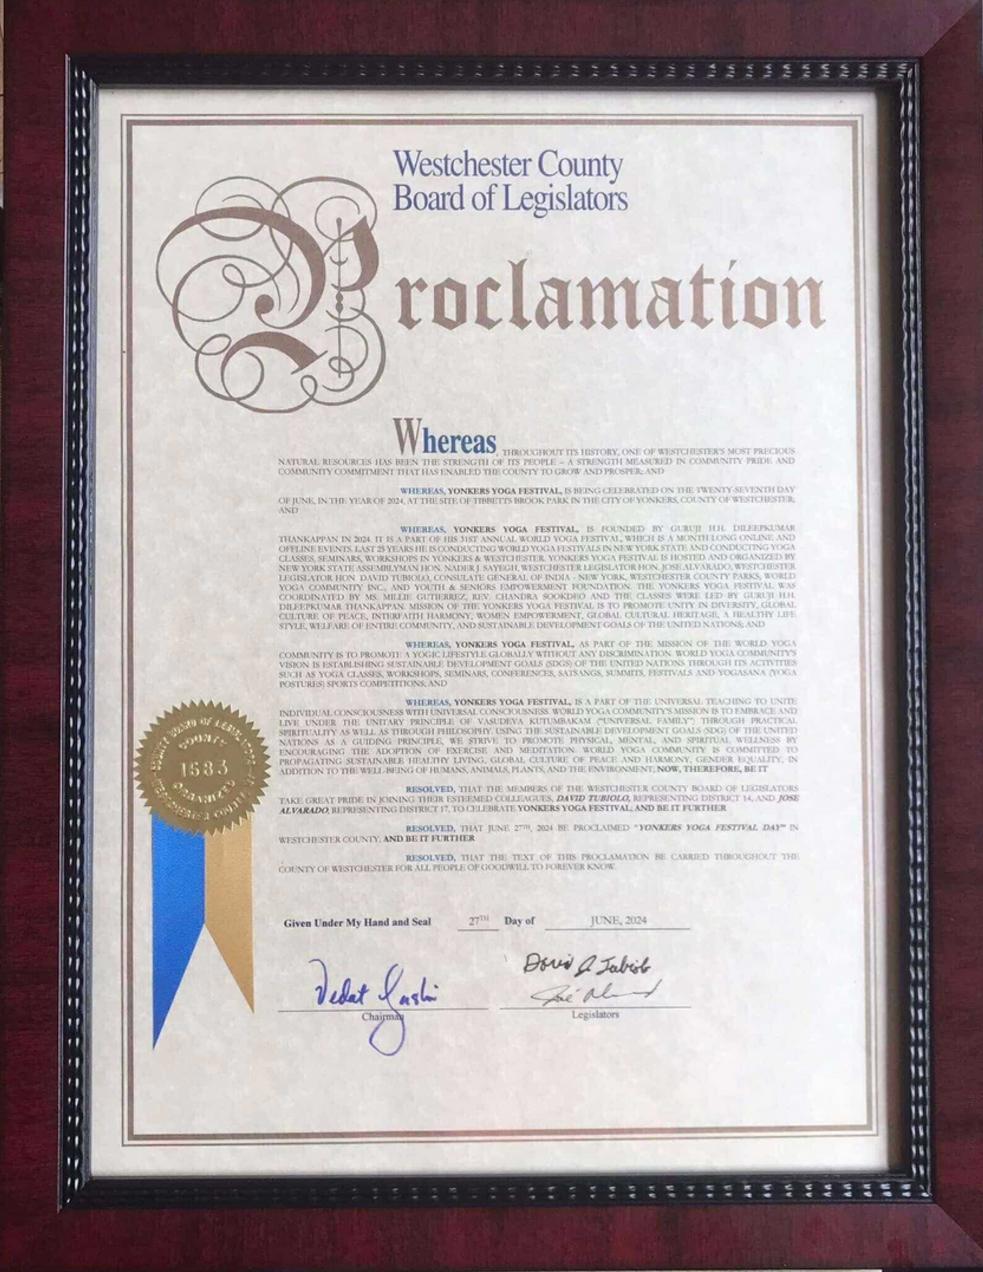 Westchester County
Board of Legislators
Proclamation
Whereas, THROUGHOUT ITS HISTORY, ONE OF WESTCHESTER'S MOST PRECIOUS
NATURAL RESOURCES HAS BEEN THE STRENGTH OF ITS PEOPLE – A STRENGTH MEASURED IN COMMUNITY PRIDE AND
COMMUNITY COMMITMENT THAT HAS ENABLED THE COUNTY TO GROW AND PROSPER; AND
WHEREAS, YONKERS YOGA FESTIVAL, IS BEING CELEBRATED ON THE TWENTY-SEVENTH DAY
OF JUNE, IN THE YEAR OF 2024, AT THE SITE OF TIBBETTS BROOK PARK IN THE CITY OF YONKERS, COUNTY OF WESTCHESTER;
AND
WHEREAS, YONKERS YOGA FESTIVAL, IS FOUNDED BY GURUJI H.H. DILEEPKUMAR
THANKAPPAN IN 2024. IT IS A PART OF HIS 31ST ANNUAL WORLD YOGA FESTIVAL, WHICH IS A MONTH LONG ONLINE AND
OFFLINE EVENTS. LAST 25 YEARS HE IS CONDUCTING WORLD YOGA FESTIVALS IN NEW YORK STATE AND CONDUCTING YOGA
CLASSES, SEMINARS, WORKSHOPS IN YONKERS & WESTCHESTER. YONKERS YOGA FESTIVAL IS HOSTED AND ORGANIZED BY
NEW YORK STATE ASSEMBLYMAN HON. NADER J. SAYEGH, WESTCHESTER LEGISLATOR HON. JOSE ALVARADO, WESTCHESTER
LEGISLATOR HON. DAVID TUBIOLO, CONSULATE GENERAL OF INDIA - NEW YORK, WESTCHESTER COUNTY PARKS, WORLD
YOGA COMMUNITY INC., AND YOUTH & SENIORS EMPOWERMENT FOUNDATION. THE YONKERS YOGA FESTIVAL WAS
COORDINATED BY MS. MILLIE GUTIERREZ, REV. CHANDRA SOOKDEO AND THE CLASSES WERE LED BY GURUJI H.H.
DILEEPKUMAR THANKAPPAN. MISSION OF THE YONKERS YOGA FESTIVAL IS TO PROMOTE UNITY IN DIVERSITY, GLOBAL
CULTURE OF PEACE, INTERFAITH HARMONY, WOMEN EMPOWERMENT, GLOBAL CULTURAL HERITAGE, A HEALTHY LIFE
STYLE, WELFARE OF ENTIRE COMMUNITY, AND SUSTAINABLE DEVELOPMENT GOALS OF THE UNITED NATIONS; AND
WHEREAS, YONKERS YOGA FESTIVAL, AS PART OF THE MISSION OF THE WORLD YOGA
COMMUNITY IS TO PROMOTE A YOGIC LIFESTYLE GLOBALLY WITHOUT ANY DISCRIMINATION. WORLD YOGA COMMUNITY'S
VISION IS ESTABLISHING SUSTAINABLE DEVELOPMENT GOALS (SDGS) OF THE UNITED NATIONS THROUGH ITS ACTIVITIES
SUCH AS YOGA CLASSES, WORKSHOPS, SEMINARS, CONFERENCES, SATSANGS, SUMMITS, FESTIVALS AND YOGASANA (YOGA
POSTURES) SPORTS COMPETITIONS; AND
WHEREAS, YONKERS YOGA FESTIVAL, IS A PART OF THE UNIVERSAL TEACHING TO UNITE
INDIVIDUAL CONSCIOUSNESS WITH UNIVERSAL CONSCIOUSNESS. WORLD YOGA COMMUNITY'S MISSION IS TO EMBRACE AND
LIVE UNDER THE UNITARY PRINCIPLE OF VASUDEVA KUTUMBAKAM ("UNIVERSAL FAMILY") THROUGH PRACTICAL
SPIRITUALITY AS WELL AS THROUGH PHILOSOPHY. USING THE SUSTAINABLE DEVELOPMENT GOALS (SDG) OF THE UNITED
NATIONS AS A GUIDING PRINCIPLE, WE STRIVE TO PROMOTE PHYSICAL, MENTAL, AND SPIRITUAL WELLNESS BY
ENCOURAGING THE ADOPTION OF EXERCISE AND MEDITATION. WORLD YOGA COMMUNITY IS COMMITTED TO
PROPAGATING SUSTAINABLE HEALTHY LIVING, GLOBAL CULTURE OF PEACE AND HARMONY, GENDER EQUALITY, IN
ADDITION TO THE WELL-BEING OF HUMANS, ANIMALS, PLANTS, AND THE ENVIRONMENT; NOW, THEREFORE, BE IT
RESOLVED, THAT THE MEMBERS OF THE WESTCHESTER COUNTY BOARD OF LEGISLATORS
TAKE GREAT PRIDE IN JOINING THEIR ESTEEMED COLLEAGUES, DAVID TUBIOLO, REPRESENTING DISTRICT 14, AND JOSE
ALVARADO, REPRESENTING DISTRICT 17, TO CELEBRATE YONKERS YOGA FESTIVAL; AND BE IT FURTHER
RESOLVED, THAT JUNE 27TH, 2024 BE PROCLAIMED "YONKERS YOGA FESTIVAL DAY" IN
WESTCHESTER COUNTY; AND BE IT FURTHER
RESOLVED, THAT THE TEXT OF THIS PROCLAMATION BE CARRIED THROUGHOUT THE
COUNTY OF WESTCHESTER FOR ALL PEOPLE OF GOODWILL TO FOREVER KNOW.
COUNTY
1683
ORGANIZED
Given Under My Hand and Seal 27TH Day of JUNE, 2024
Vedat Gashi
David J Tubiolo
Chairman
Legislators